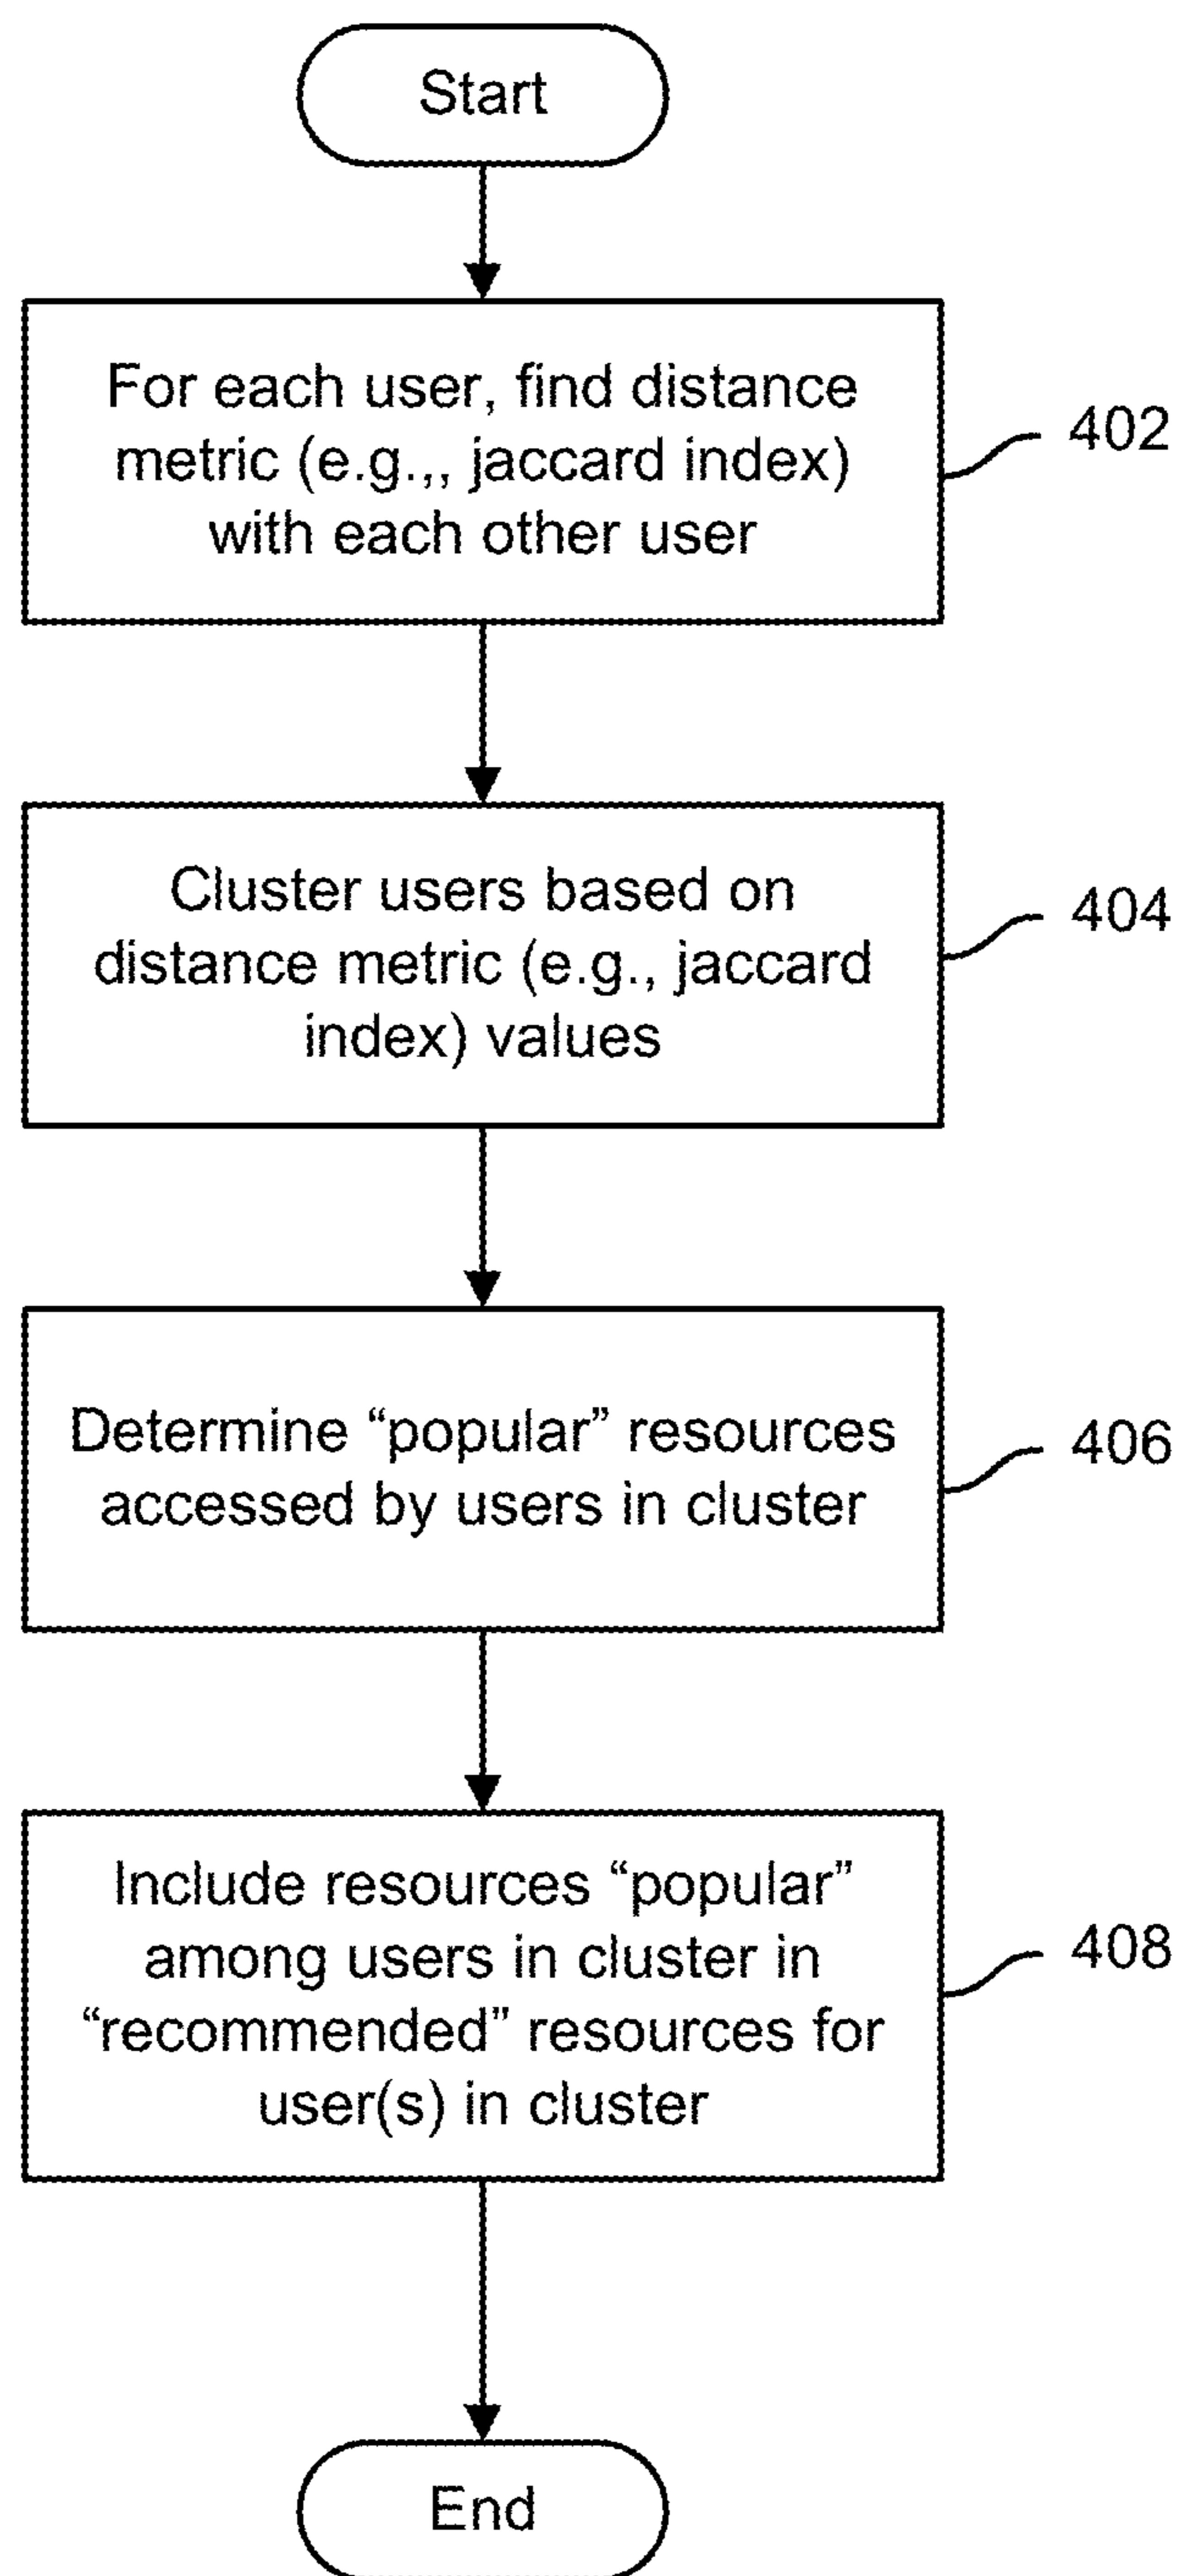 Start
For each user, find distance
metric (e.g.,, jaccard index)
with each other user
402
Cluster users based on
distance metric (e.g., jaccard
index) values
404
Determine “popular” resources
accessed by users in cluster
406
Include resources “popular”
among users in cluster in
“recommended” resources for
user(s) in cluster
408
End